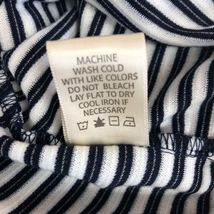 MACHINE
WASH COLD
WITH LIKE COLORS
DO NOT BLEACH
LAY FLAT TO DRY
COOL IRON IF
NECESSARY